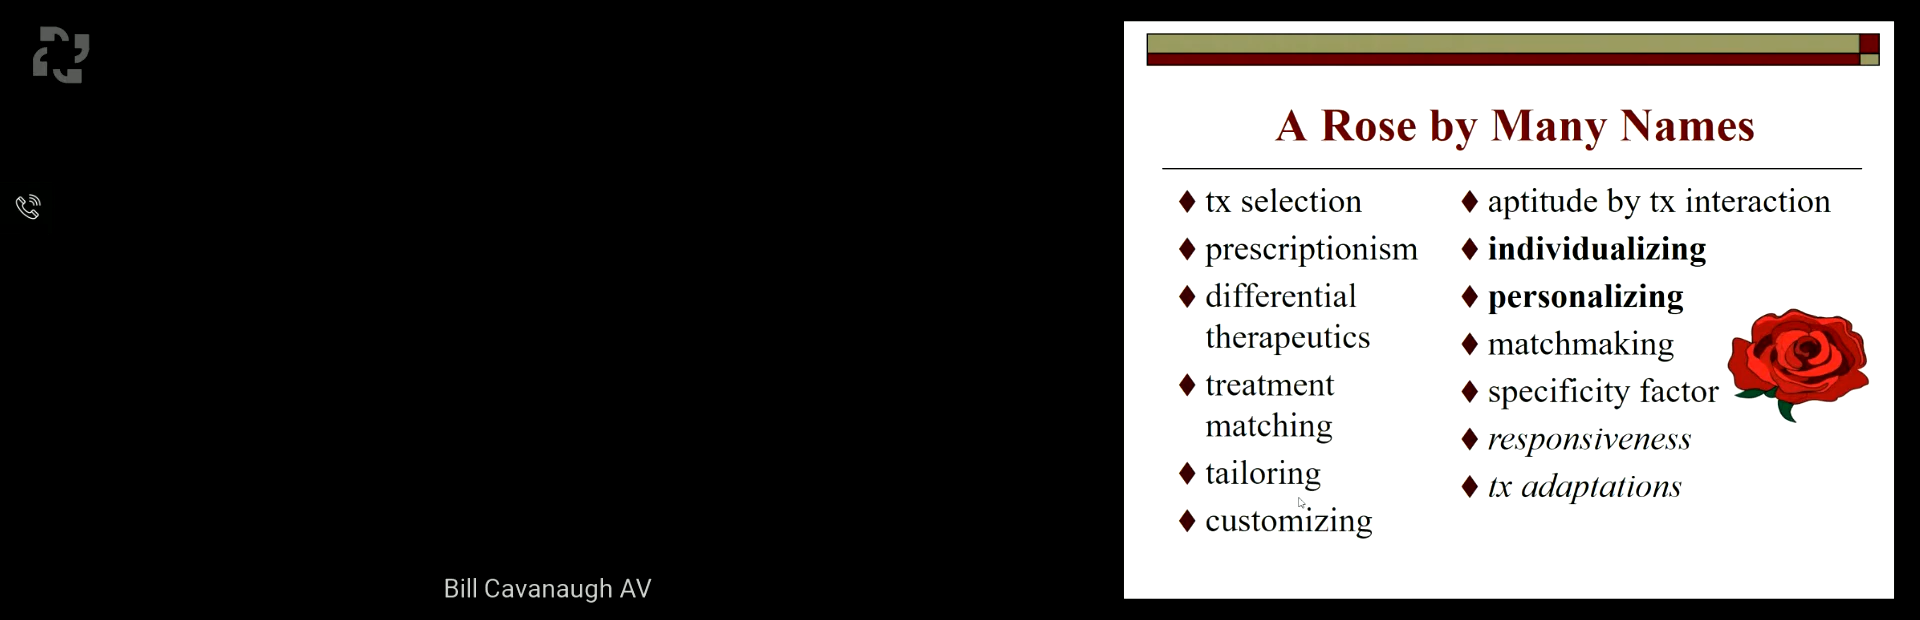 A Rose by Many Names
tx selection
prescriptionism
differential
therapeutics
treatment
matching
tailoring
customizing
aptitude by tx interaction
individualizing
personalizing
matchmaking
specificity factor
responsiveness
tx adaptations
Bill Cavanaugh AV